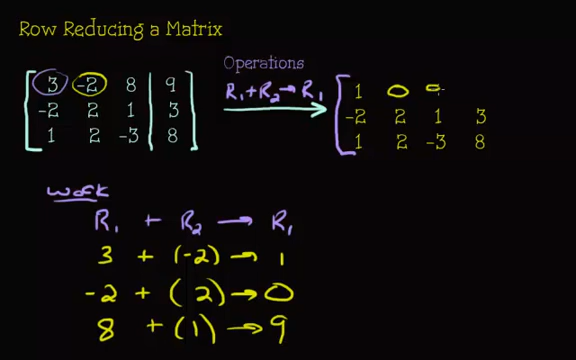 Row Reducing a Matrix
Operations
3 -2 8 9
-2 2 1 3
1 2 -3 8
R1+R2→R1
1 0
-2 2 1 3
1 2 -3 8
Work
R1 + R2 → R1
3 + (-2) → 1
-2 + (2) → 0
8 + (1) → 9